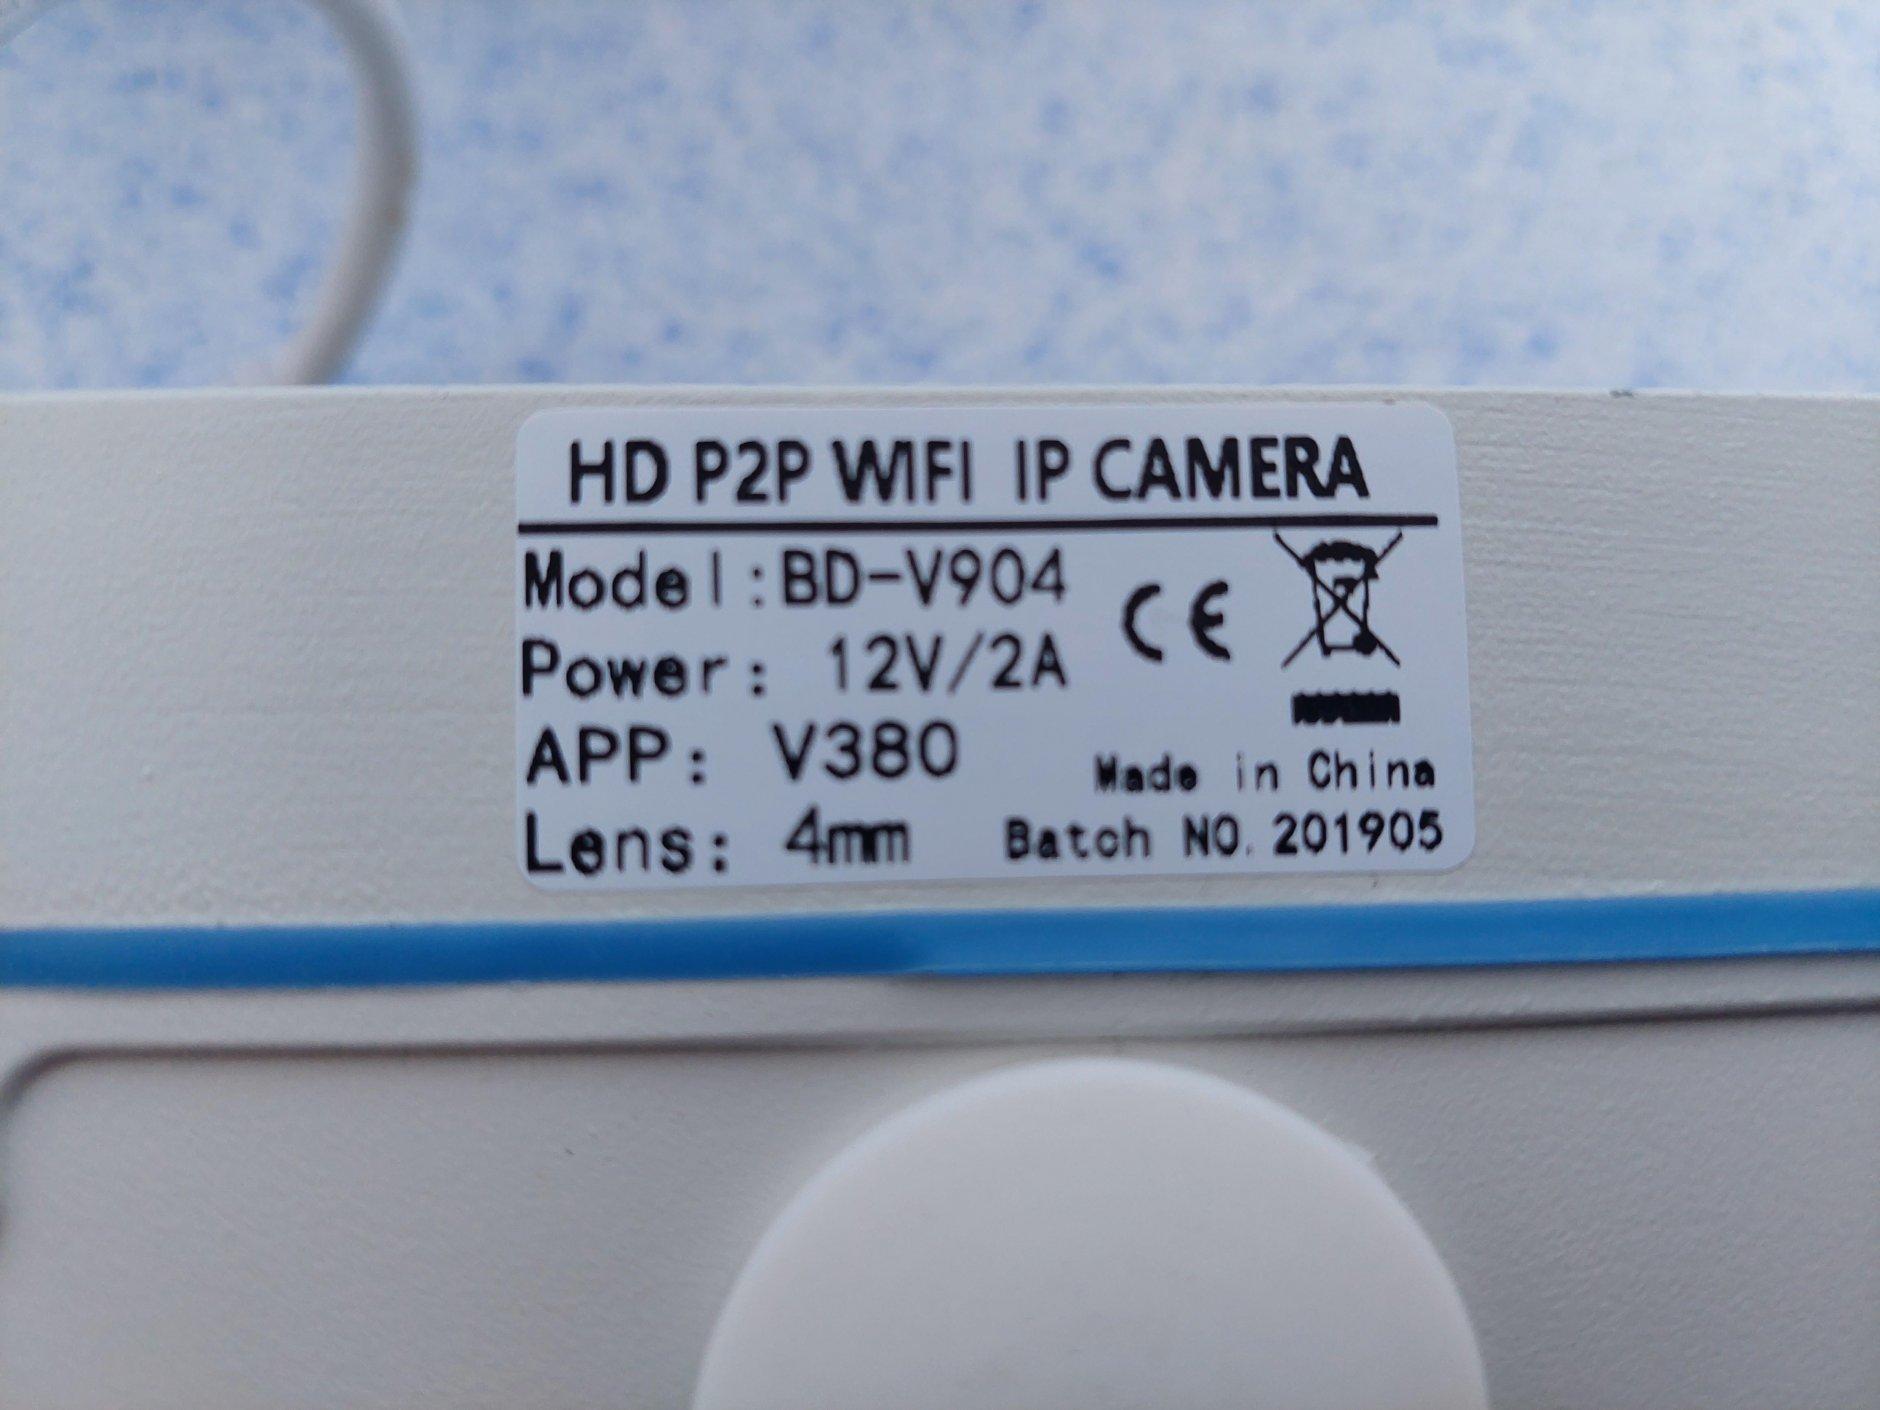 HD P2P WIFI IP CAMERA
Model:BD-V904
Power: 12V/2A
CE
APP: V380
Made in China
Lens: 4mm
Batch NO. 201905